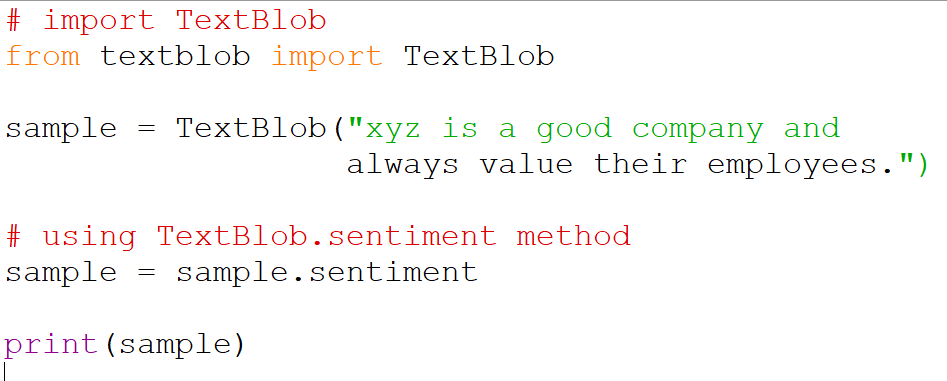 # import TextBlob
from textblob import TextBlob
sample = TextBlob("xyz is a good company and
always value their employees.")
# using TextBlob.sentiment method
sample = sample.sentiment
print(sample)